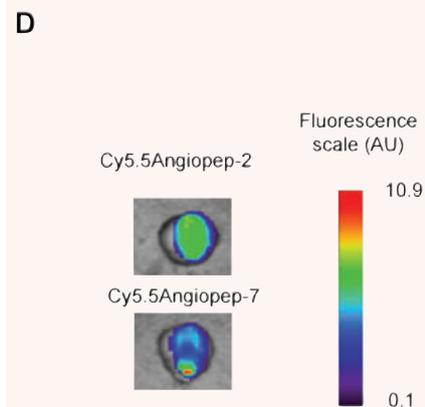 D
Fluorescence
scale (AU)
Cy5.5Angiopep-2
10.9
Cy5.5Angiopep-7
0.1